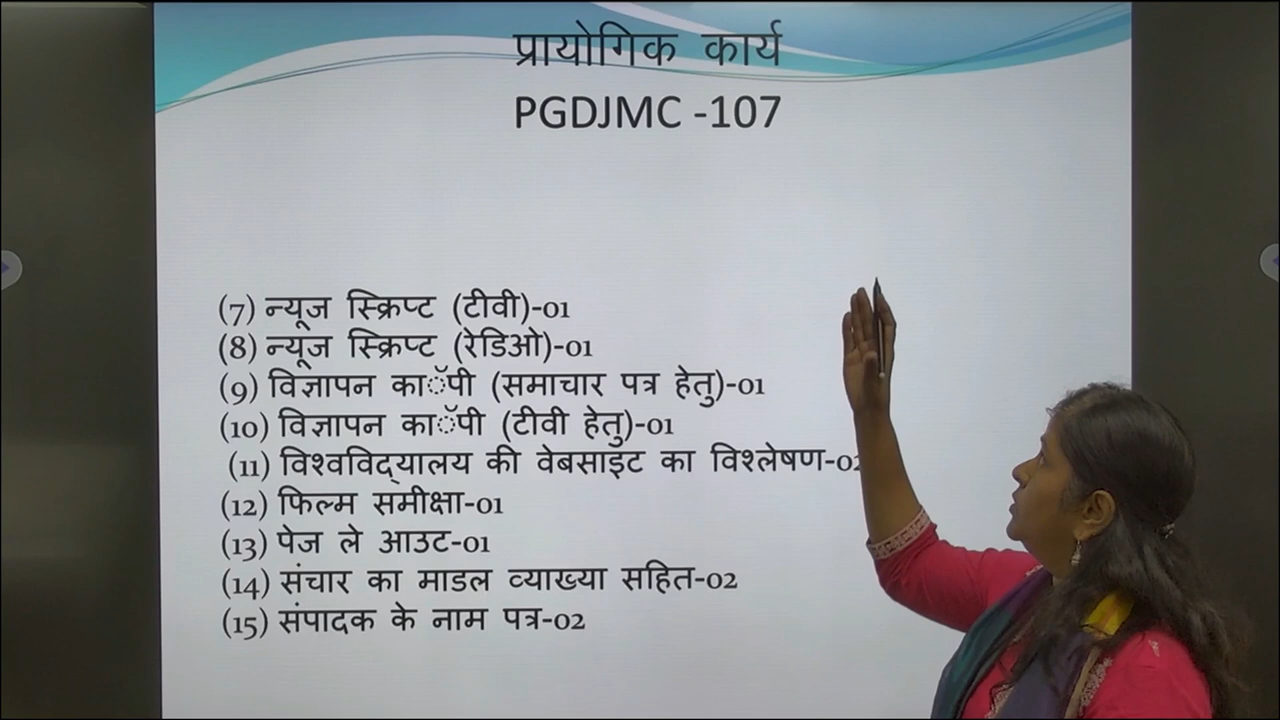 प्रायोगिक कार्य
PGDJMC -107
(7) न्यूज स्क्रिप्ट (टीवी)-01
(8) न्यूज स्क्रिप्ट (रेडिओ)-01
(9) विज्ञापन काॅपी (समाचार पत्र हेतु)-01
(10) विज्ञापन काॅपी (टीवी हेतु)-01
(11) विश्वविद्यालय की वेबसाइट का विश्लेषण-02
(12) फिल्म समीक्षा-01
(13) पेज ले आउट-01
(14) संचार का माडल व्याख्या सहित-02
(15) संपादक के नाम पत्र-02